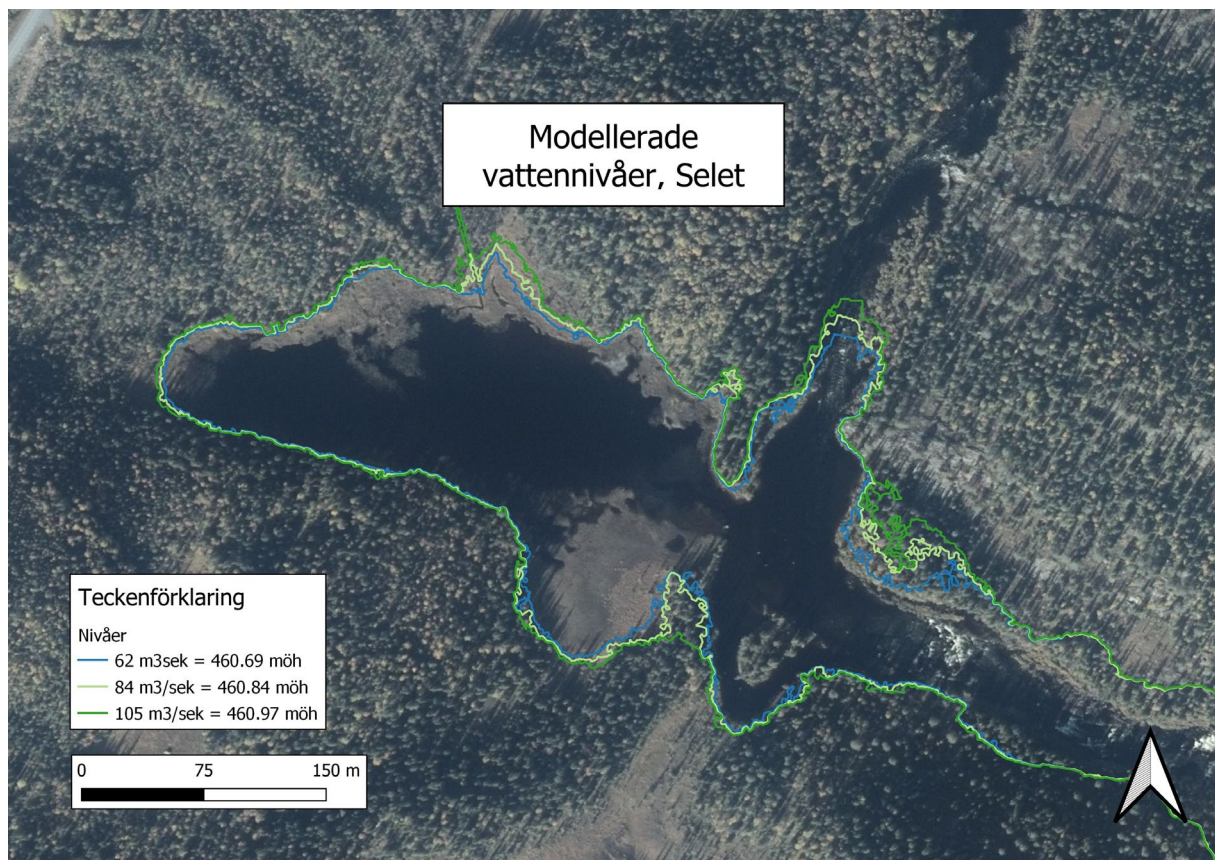 Modellerade
vattennivåer, Selet
Teckenförklaring
Nivåer
62 m3sek = 460.69 möh
84 m3/sek = 460.84 möh
105 m3/sek = 460.97 möh
0 75 150 m